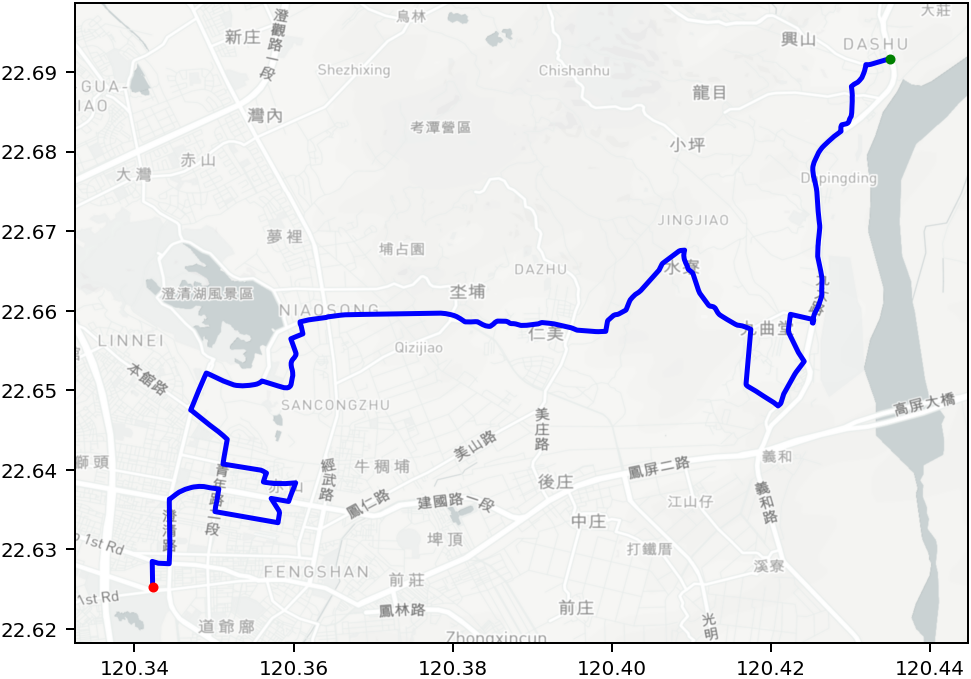 大莊
烏林
澄觀路一段
新庄
興山
DASHU
22.69
Shezhixing
Chishanhu
GUA-
IAO
龍目
灣內
考潭營區
22.68
小坪
赤山
大灣
Dapingding
JINGJIAO
22.67
夢裡
埔占園
DAZHU
水寮
澄清湖風景區
坔埔
22.66
NIAOSONG
九曲堂
仁美
LINNEI
Qizijiao
本館路
22.65
SANCONGZHU
高屏大橋
美庄路
美山路
22.64
獅頭
青年路二段
赤山
經武路
牛稠埔
鳳屏二路
義和
後庄
鳳仁路
建國路一段
江山仔
義和路
澄清路
中庄
埤頂
22.63
1st Rd
打鐵厝
溪寮
FENGSHAN
前莊
1st Rd
鳳林路
前庄
光明
22.62
道爺廍
Zhongxincun
120.34
120.36
120.38
120.40
120.42
120.44